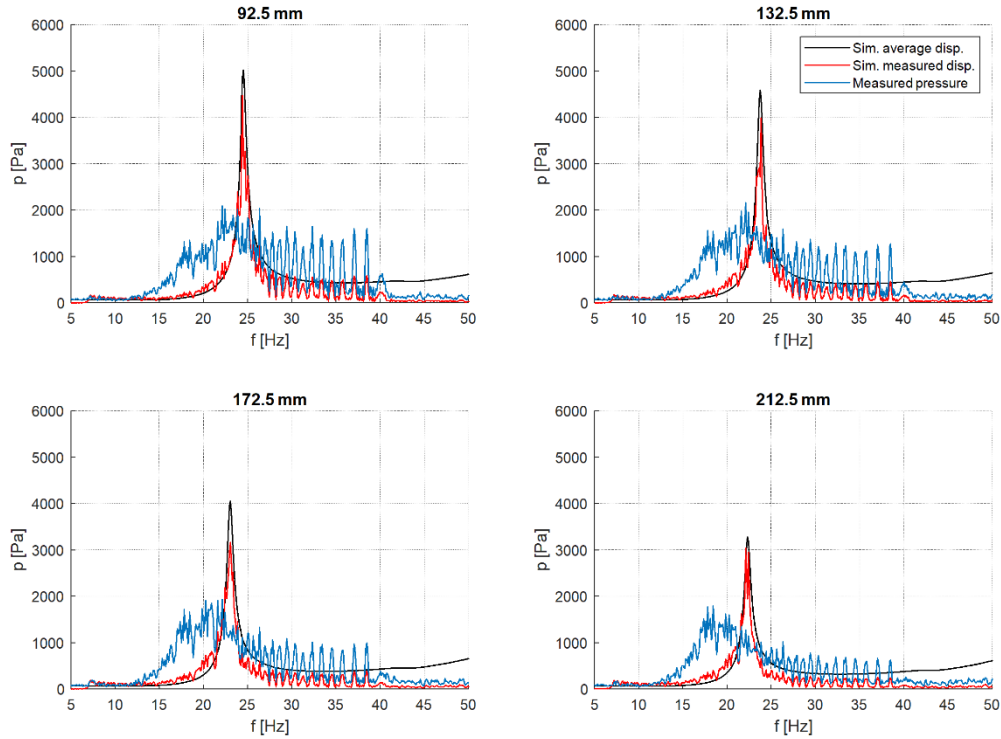 92.5 mm
6000
5000
4000
3000
2000
1000
0
p [Pa]
5 10 15 20 25 30 35 40 45 50
f [Hz]
132.5 mm
6000
5000
4000
3000
2000
1000
0
p [Pa]
Sim. average disp.
Sim. measured disp.
Measured pressure
5 10 15 20 25 30 35 40 45 50
f [Hz]
172.5 mm
6000
5000
4000
3000
2000
1000
0
p [Pa]
5 10 15 20 25 30 35 40 45 50
f [Hz]
212.5 mm
6000
5000
4000
3000
2000
1000
0
p [Pa]
5 10 15 20 25 30 35 40 45 50
f [Hz]